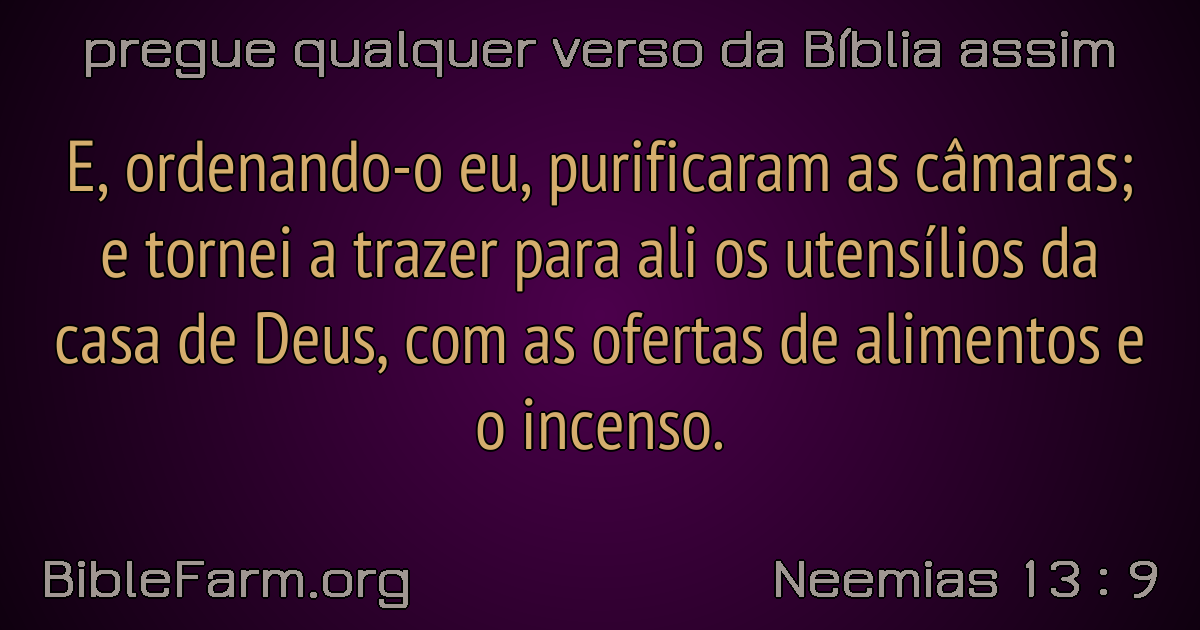 pregue qualquer verso da Bíblia assim
E, ordenando-o eu, purificaram as câmaras;
e tornei a trazer para ali os utensílios da
casa de Deus, com as ofertas de alimentos e
o incenso.
BibleFarm.org
Neemias 13 : 9